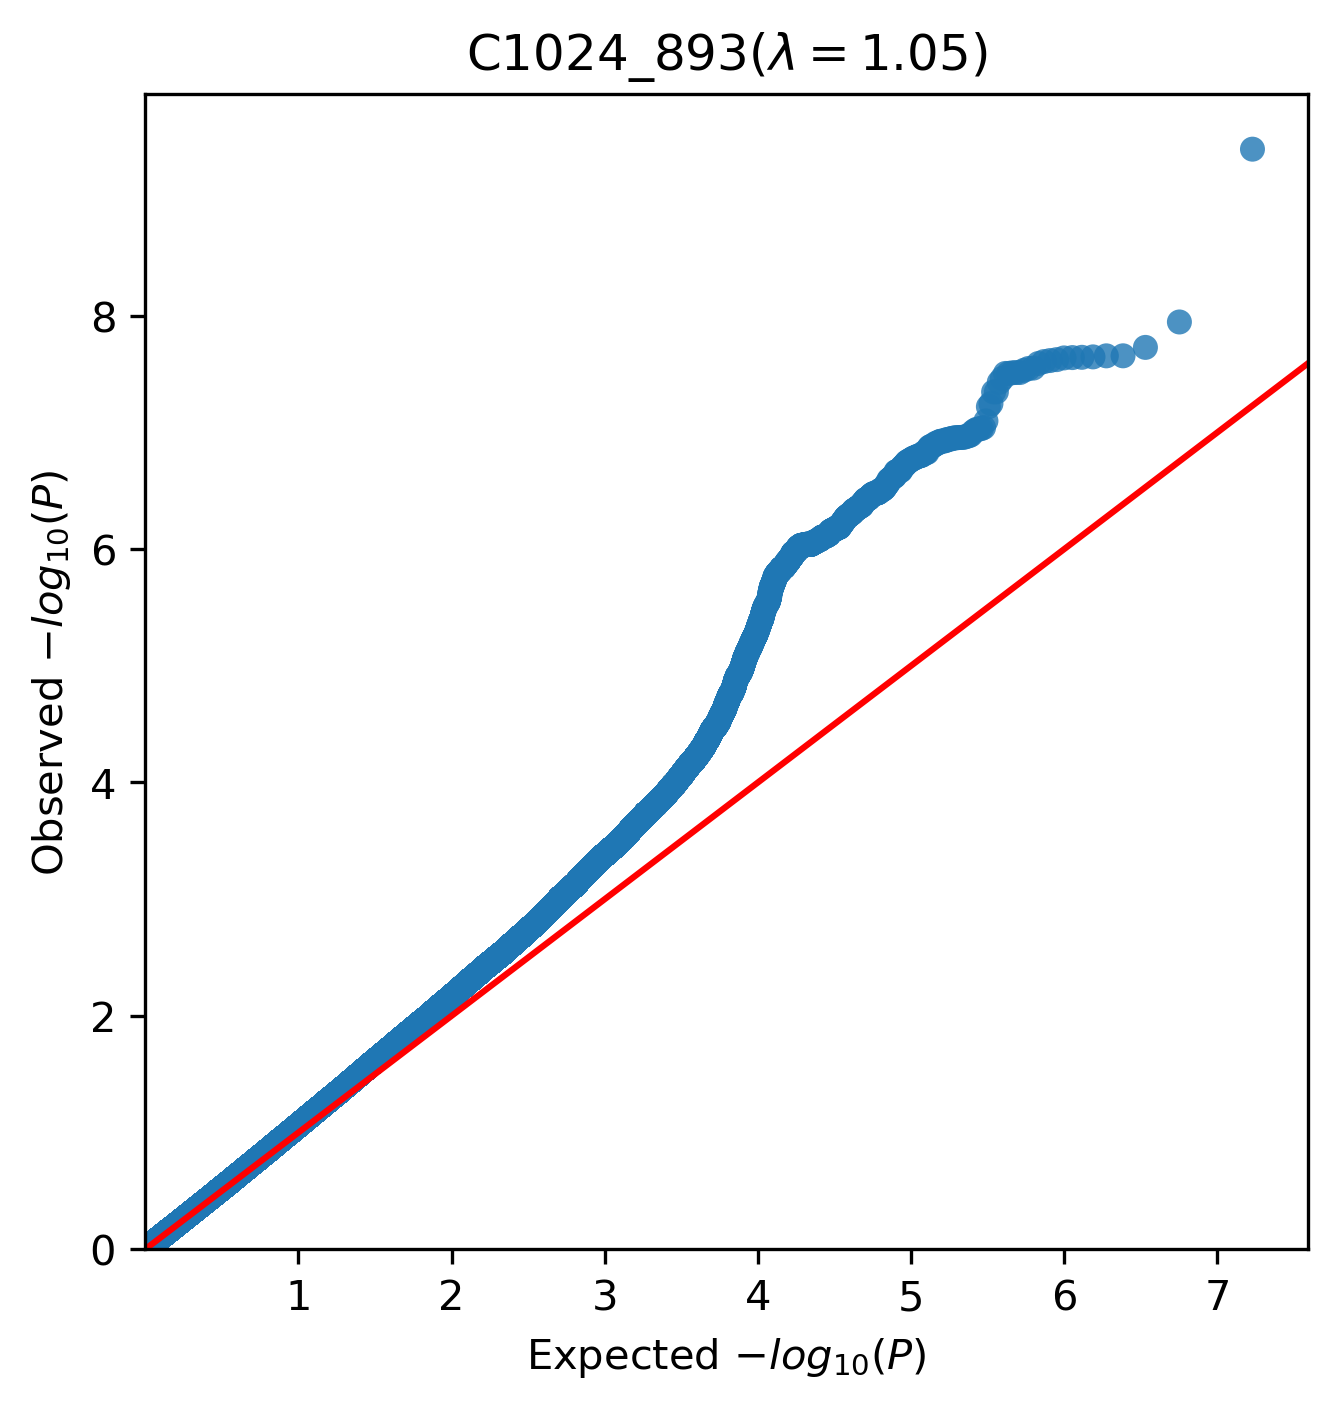 C1024_893(λ = 1.05)
Observed −log₁₀(P)
8
6
4
2
0
1 2 3 4 5 6 7
Expected −log₁₀(P)